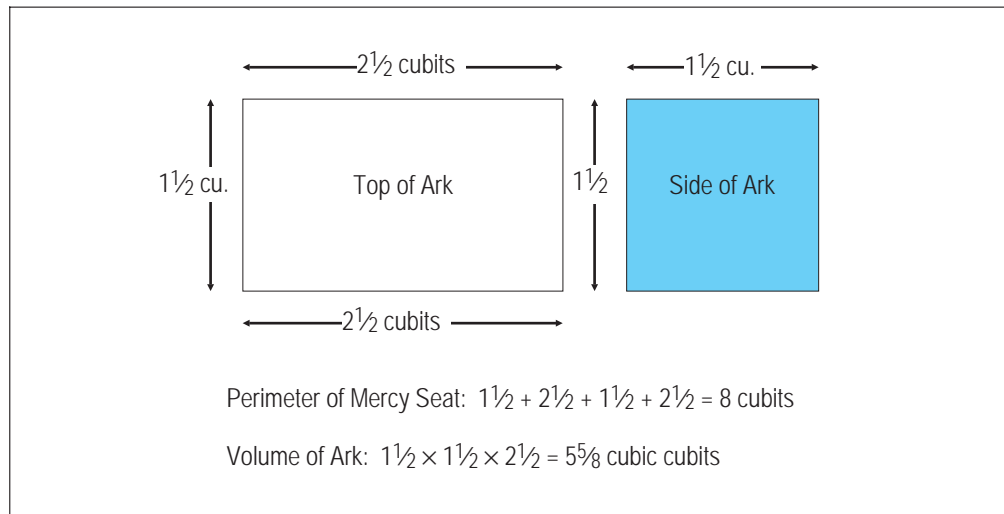 2½ cubits
1½ cu.
1½ cu.
Top of Ark
1½
Side of Ark
2½ cubits
Perimeter of Mercy Seat: 1½ + 2½ + 1½ + 2½ = 8 cubits
Volume of Ark: 1½ × 1½ × 2½ = 5⅝ cubic cubits